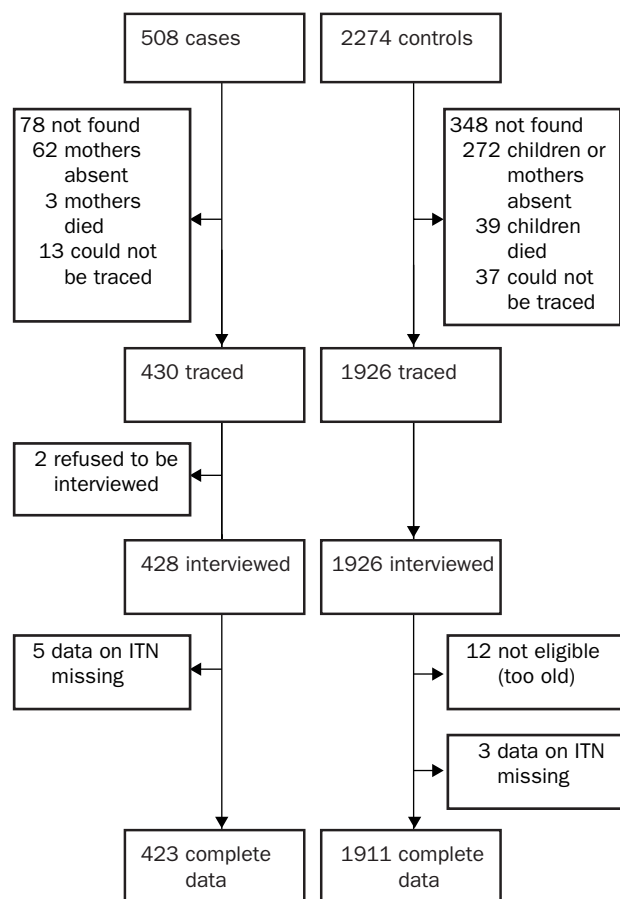 508 cases
2274 controls
78 not found
62 mothers
absent
3 mothers
died
13 could not
be traced
348 not found
272 children or
mothers
absent
39 children
died
37 could not
be traced
430 traced
1926 traced
2 refused to be
interviewed
428 interviewed
1926 interviewed
5 data on ITN
missing
12 not eligible
(too old)
3 data on ITN
missing
423 complete
data
1911 complete
data